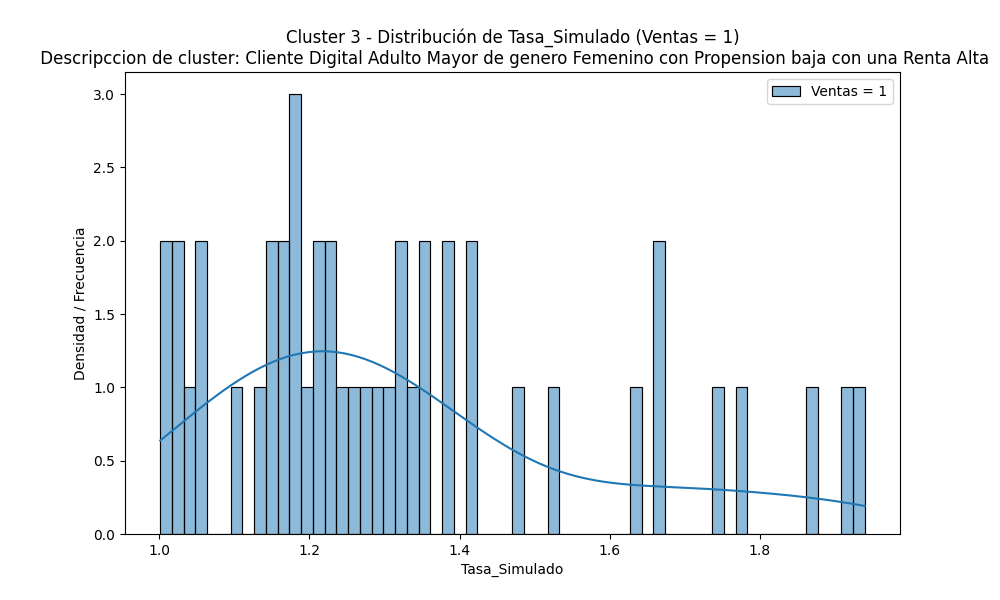 Cluster 3 - Distribución de Tasa_Simulado (Ventas = 1)
Descripccion de cluster: Cliente Digital Adulto Mayor de genero Femenino con Propension baja con una Renta Alta
Ventas = 1
Densidad / Frecuencia
3.0
2.5
2.0
1.5
1.0
0.5
0.0
1.0 1.2 1.4 1.6 1.8
Tasa_Simulado